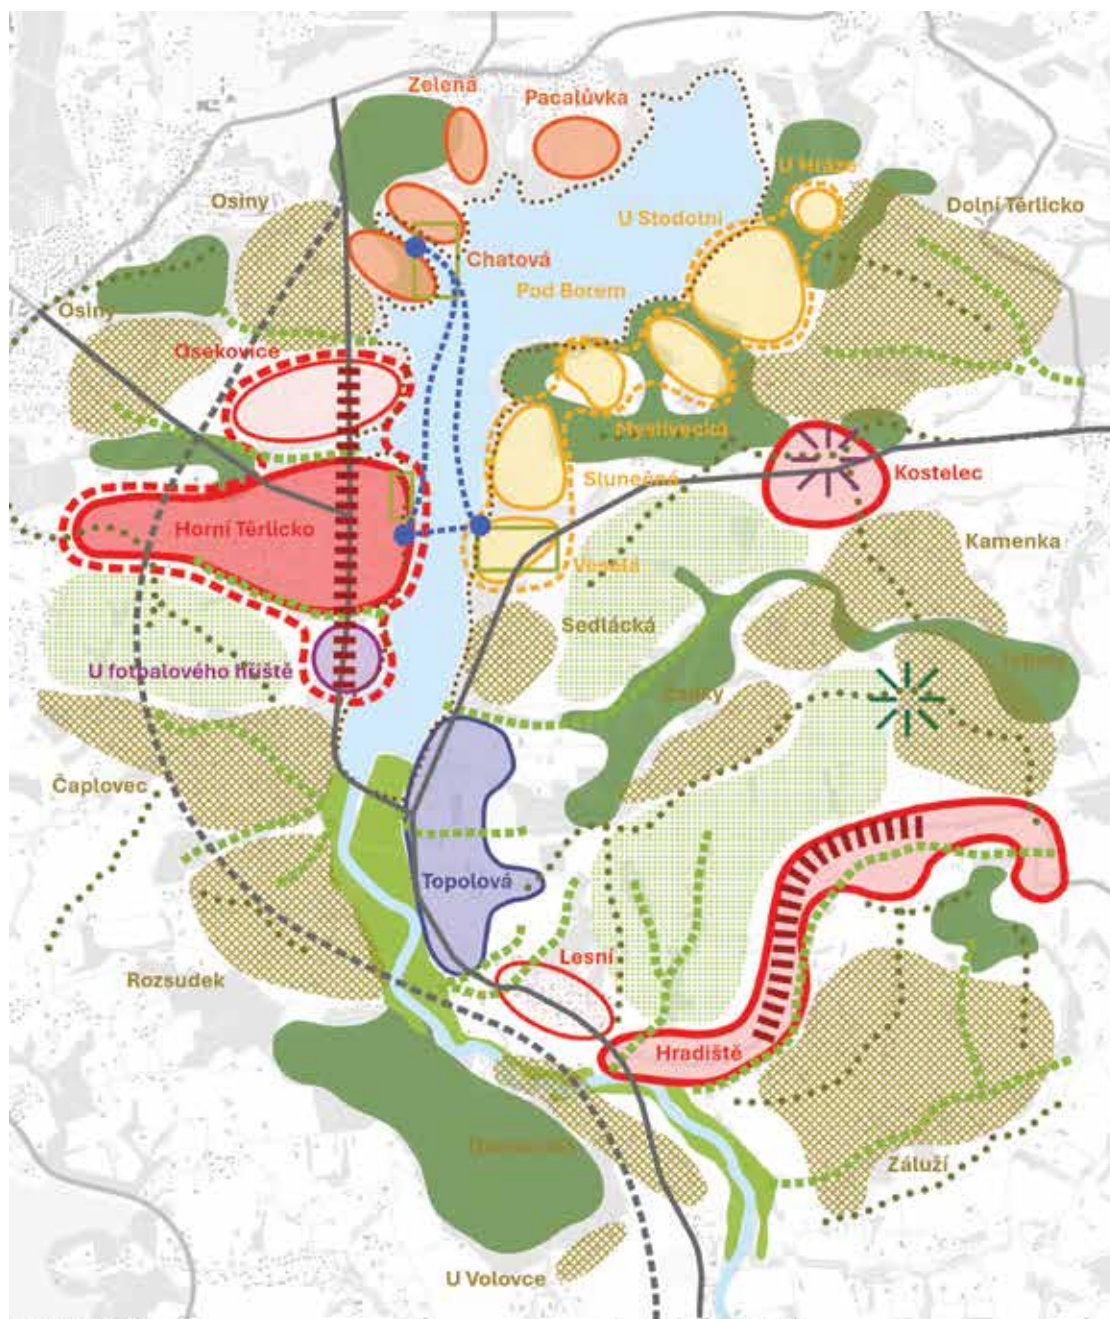 Zelená
Pacalůvka
U Hráze
Osiny
Dolní Těrlicko
U Stodolní
Chatová
Pod Borem
Osiny
Osekovice
Myslivecká
Kostelec
Slunečná
Horní Těrlicko
Kamenka
Veselá
Sedlácká
U fotbalového hřiště
Čaplovec
Topolová
Lesní
Rozsudek
Hradiště
Záluží
U Volovce